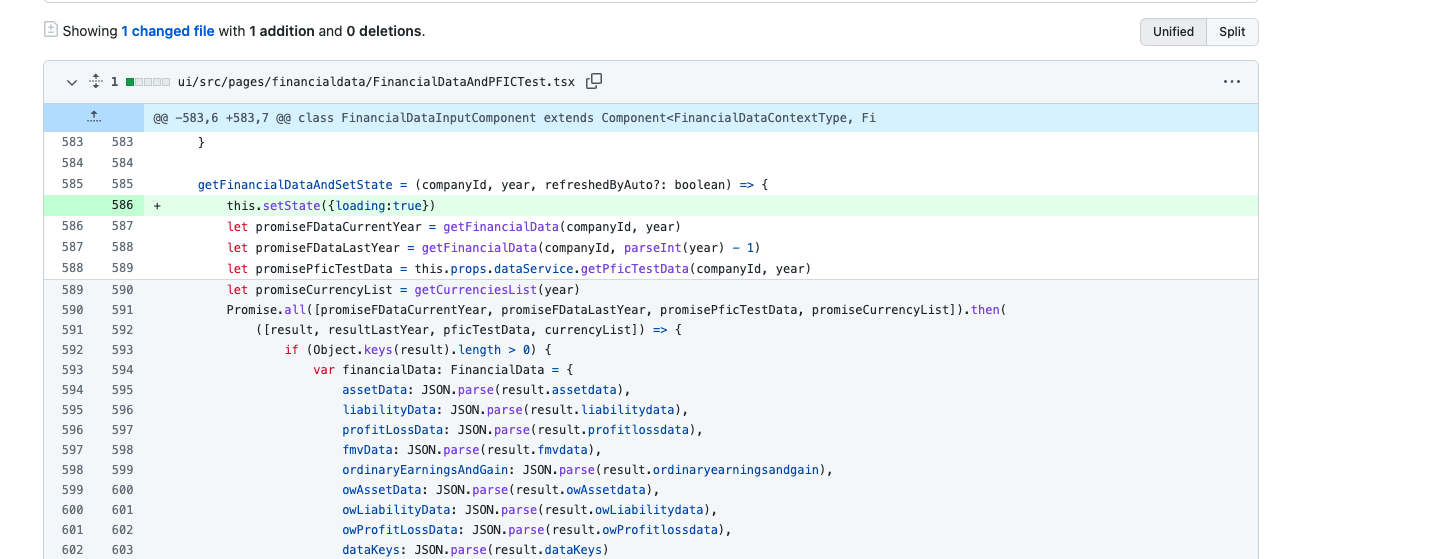 Showing 1 changed file with 1 addition and 0 deletions.
Unified Split
1 ui/src/pages/financialdata/FinancialDataAndPFICTest.tsx ...
@@ -583,6 +583,7 @@ class FinancialDataInputComponent extends Component<FinancialDataContextType, Fi
583 583 }
584 584
585 585 getFinancialDataAndSetState = (companyId, year, refreshedByAuto?: boolean) => {
586 + this.setState({loading:true})
586 587 let promiseFDataCurrentYear = getFinancialData(companyId, year)
587 588 let promiseFDataLastYear = getFinancialData(companyId, parseInt(year) - 1)
588 589 let promisePficTestData = this.props.dataService.getPficTestData(companyId, year)
589 590 let promiseCurrencyList = getCurrenciesList(year)
590 591 Promise.all([promiseFDataCurrentYear, promiseFDataLastYear, promisePficTestData, promiseCurrencyList]).then(
591 592 ([result, resultLastYear, pficTestData, currencyList]) => {
592 593 if (Object.keys(result).length > 0) {
593 594 var financialData: FinancialData = {
594 595 assetData: JSON.parse(result.assetdata),
595 596 liabilityData: JSON.parse(result.liabilitydata),
596 597 profitLossData: JSON.parse(result.profitlossdata),
597 598 fmvData: JSON.parse(result.fmvdata),
598 599 ordinaryEarningsAndGain: JSON.parse(result.ordinaryearningsandgain),
599 600 owAssetData: JSON.parse(result.owAssetdata),
600 601 owLiabilityData: JSON.parse(result.owLiabilitydata),
601 602 owProfitLossData: JSON.parse(result.owProfitlossdata),
602 603 dataKeys: JSON.parse(result.dataKeys)